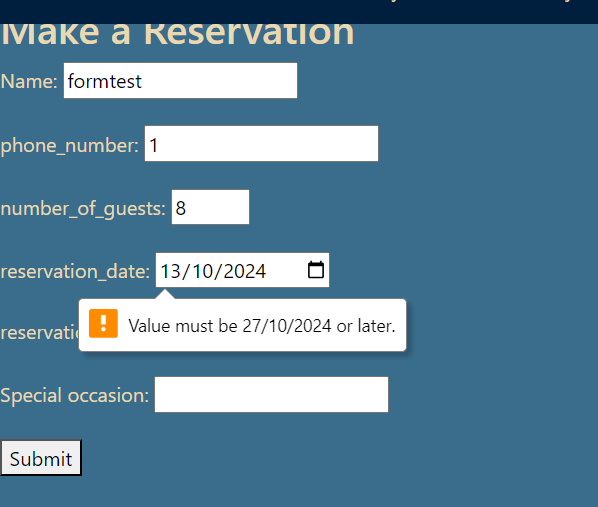 Make a Reservation
Name: formtest
phone_number: 1
number_of_guests: 8
reservation_date: 13/10/2024
Value must be 27/10/2024 or later.
Special occasion:
Submit